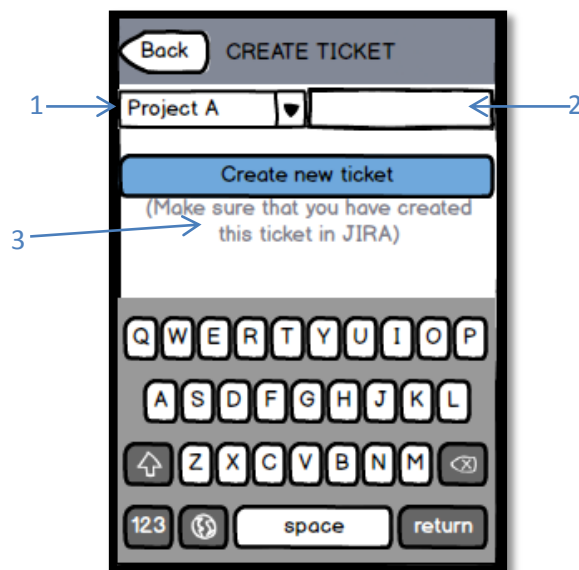 Back CREATE TICKET
1 Project A 2
Create new ticket
(Make sure that you have created
3 this ticket in JIRA)
Q W E R T Y U I O P
A S D F G H J K L
Z X C V B N M
123 space return